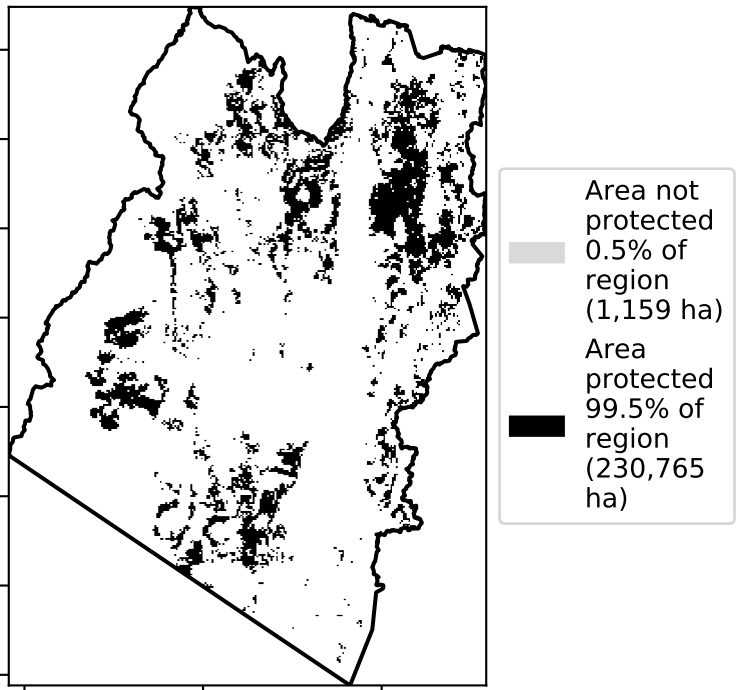 Area not
protected
0.5% of
region
(1,159 ha)
Area
protected
99.5% of
region
(230,765
ha)